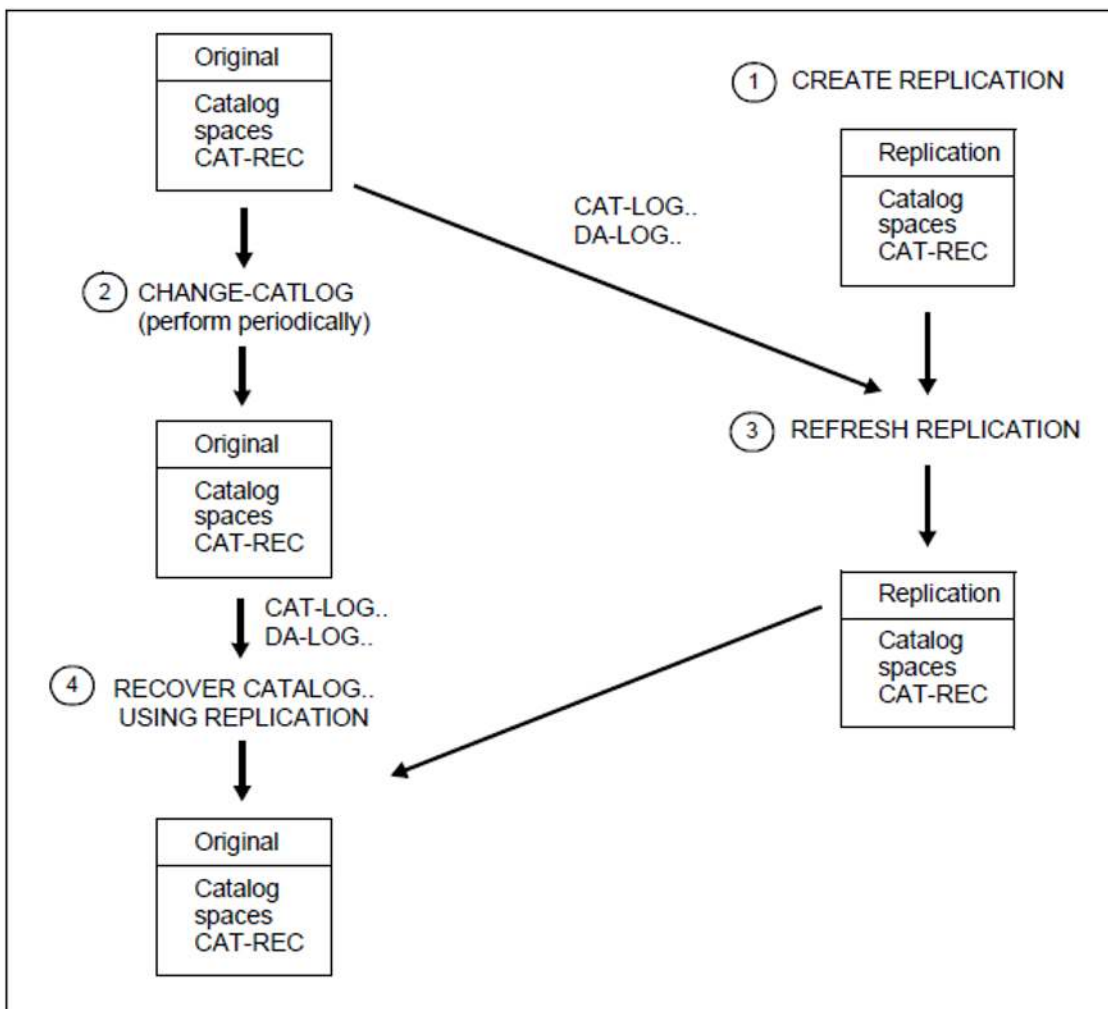 Original
Catalog
spaces
CAT-REC
1 CREATE REPLICATION
Replication
Catalog
spaces
CAT-REC
CAT-LOG..
DA-LOG..
2 CHANGE-CATLOG
(perform periodically)
Original
Catalog
spaces
CAT-REC
3 REFRESH REPLICATION
CAT-LOG..
DA-LOG..
Replication
Catalog
spaces
CAT-REC
4 RECOVER CATALOG..
USING REPLICATION
Original
Catalog
spaces
CAT-REC